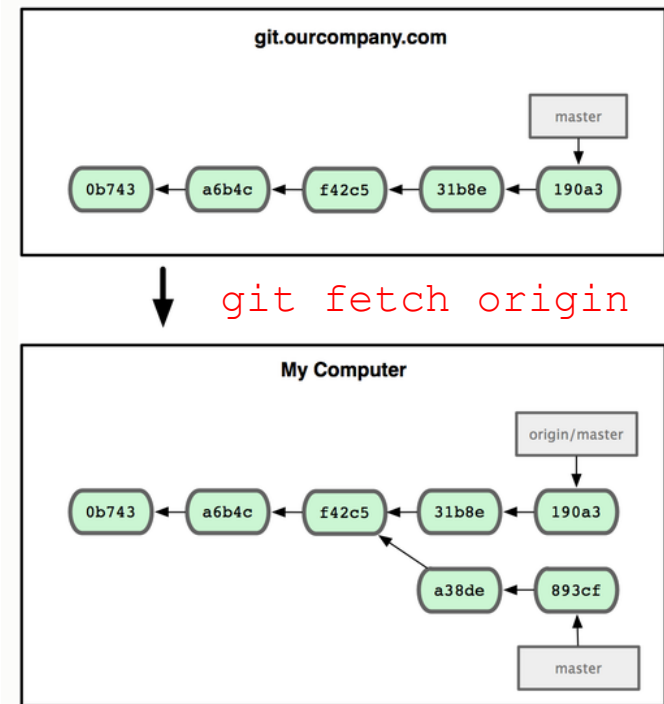 git.ourcompany.com
master
0b743 a6b4c f42c5 31b8e 190a3
git fetch origin
My Computer
origin/master
0b743 a6b4c f42c5 31b8e 190a3
a38de 893cf
master